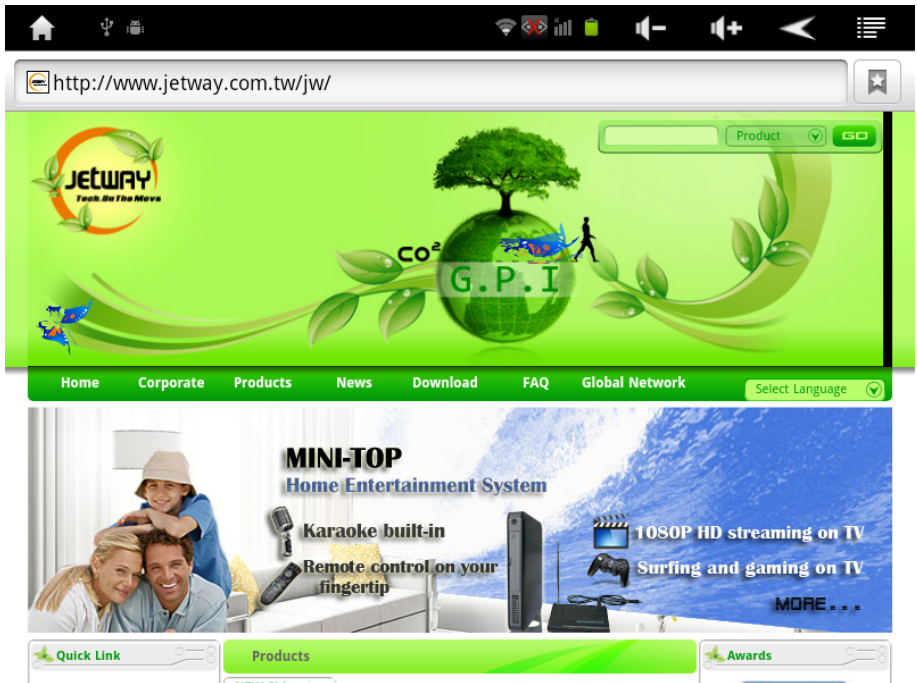 http://www.jetway.com.tw/jw/
Product
GO
JETWAY
Tech.On The Move
CO²
G.P.I
Home Corporate Products News Download FAQ Global Network
Select Language
MINI-TOP
Home Entertainment System
Karaoke built-in
Remote control on your
fingertip
1080P HD streaming on TV
Surfing and gaming on TV
MORE...
Quick Link
Products
Awards